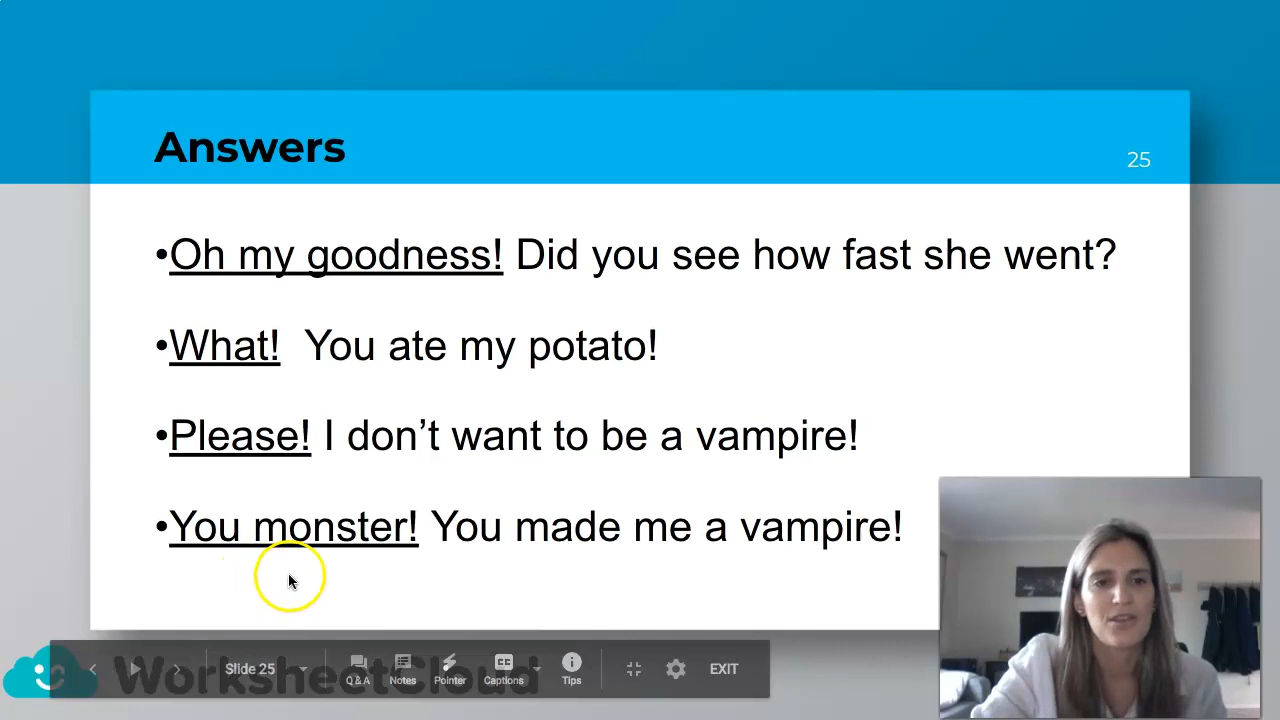 Answers
25
•Oh my goodness! Did you see how fast she went?
•What!  You ate my potato!
•Please! I don’t want to be a vampire!
•You monster! You made me a vampire!
Slide 25
Q&A
Notes
Pointer
CC
Captions
Tips
EXIT
WorksheetCloud